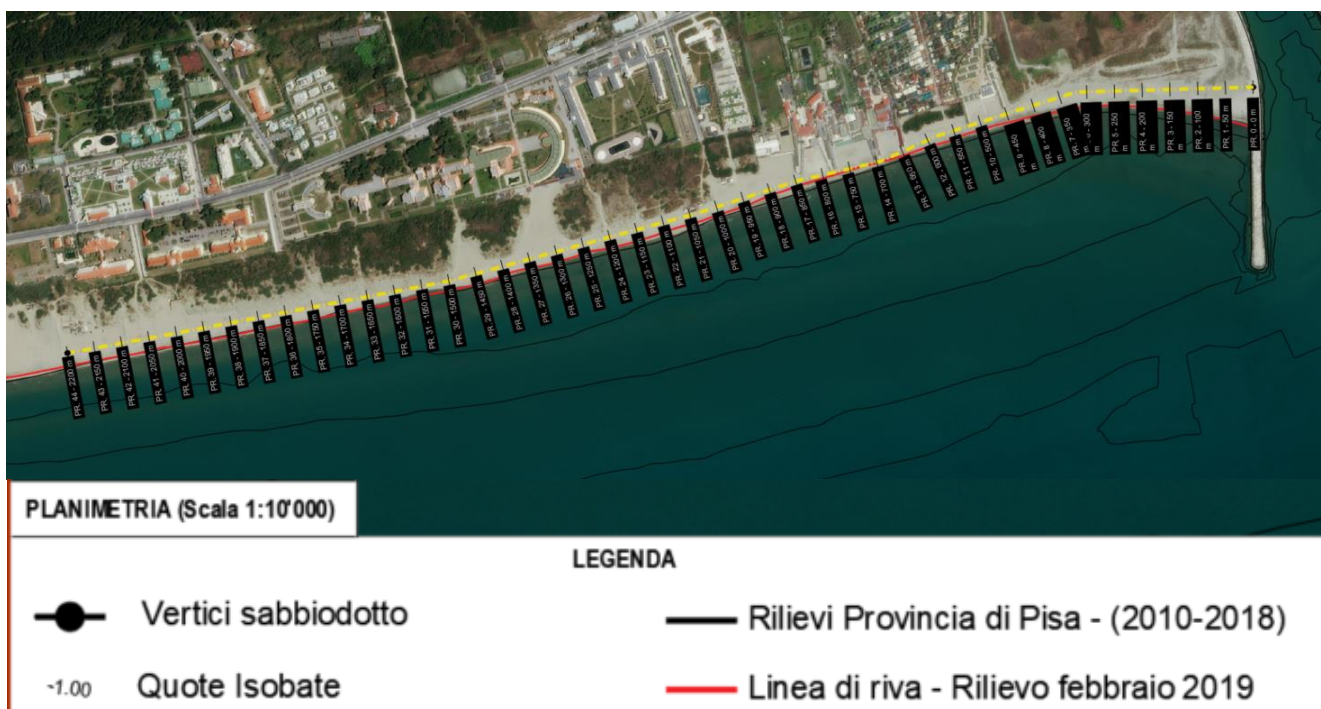 PR. 44 - 2200 m
PR. 43 - 2150 m
PR. 42 - 2100 m
PR. 41 - 2050 m
PR. 40 - 2000 m
PR. 39 - 1950 m
PR. 38 - 1900 m
PR. 37 - 1850 m
PR. 36 - 1800 m
PR. 35 - 1750 m
PR. 34 - 1700 m
PR. 33 - 1650 m
PR. 32 - 1600 m
PR. 31 - 1550 m
PR. 30 - 1500 m
PR. 29 - 1450 m
PR. 28 - 1400 m
PR. 27 - 1350 m
PR. 26 - 1300 m
PR. 25 - 1250 m
PR. 24 - 1200 m
PR. 23 - 1150 m
PR. 22 - 1100 m
PR. 21 - 1050 m
PR. 20 - 1000 m
PR. 19 - 950 m
PR. 18 - 900 m
PR. 17 - 850 m
PR. 16 - 800 m
PR. 15 - 750 m
PR. 14 - 700 m
PR. 13 - 650 m
PR. 12 - 600 m
PR. 11 - 550 m
PR. 10 - 500 m
PR. 9 - 450
m
PR. 8 - 400
m
PR. 7 - 350
m
- 300
m
PR. 5 - 250
m
PR. 4 - 200
m
PR. 3 - 150
m
PR. 2 - 100
m
PR. 1 - 50 m
PR. 0 - 0 m
PLANIMETRIA (Scala 1:10'000)
LEGENDA
Vertici sabbiodotto
Rilievi Provincia di Pisa - (2010-2018)
-1.00 Quote Isobate
Linea di riva - Rilievo febbraio 2019